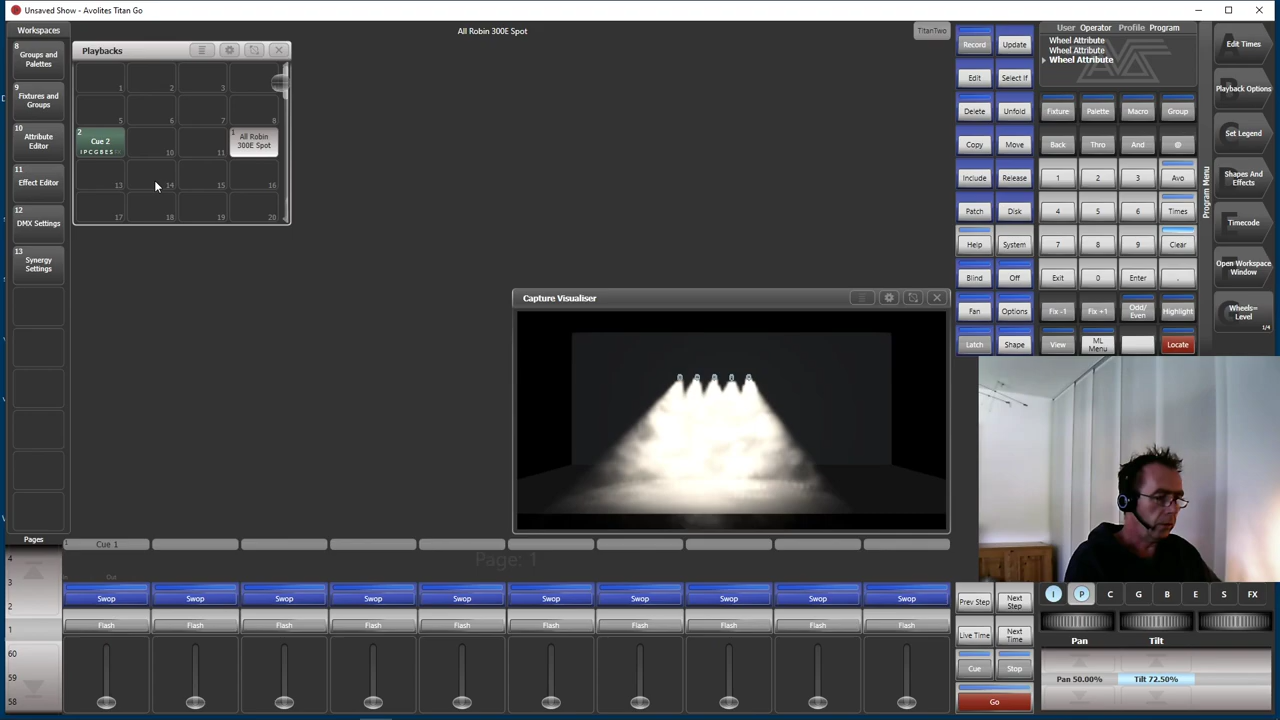 Unsaved Show — Avolites Titan Go
Workspaces
8
Groups and
Palettes
9
Fixtures and
Groups
10
Attribute
Editor
11
Effect Editor
12
DMX Settings
13
Synergy
Settings
All Robin 300E Spot
TitanTwo
Playbacks
1
2
3
5
6
7
8
2
Cue 2
IPCGBES
10
11
1
All Robin
300E Spot
13
14
15
16
17
18
19
20
Capture Visualiser
User Operator Profile Program
Wheel Attribute
Wheel Attribute
Wheel Attribute
Record
Update
Edit
Select If
Delete
Unfold
Copy
Move
Include
Release
Patch
Disk
Help
System
Blind
Off
Fan
Options
Latch
Shape
Fixture
Palette
Macro
Group
Back
Thro
And
@
1
2
3
Avo
4
5
6
Times
7
8
9
Clear
Exit
0
Enter
.
Fix -1
Fix +1
Odd/
Even
Highlight
View
ML
Menu
Locate
Program Menu
Edit Times
Playback Options
Set Legend
Shapes And
Effects
Timecode
Open Workspace
Window
Wheels=
Level
1/4
Pages
4
3
2
1
60
59
58
1
Cue 1
In
Out
Page: 1
Swop
Swop
Swop
Swop
Swop
Swop
Swop
Swop
Swop
Swop
Flash
Flash
Flash
Flash
Flash
Flash
Flash
Flash
Flash
Flash
Prev Step
Next
Step
Live Time
Next
Time
Cue
Stop
Go
I
P
C
G
B
E
S
FX
Pan
Tilt
Pan 50.00%
Tilt 72.50%